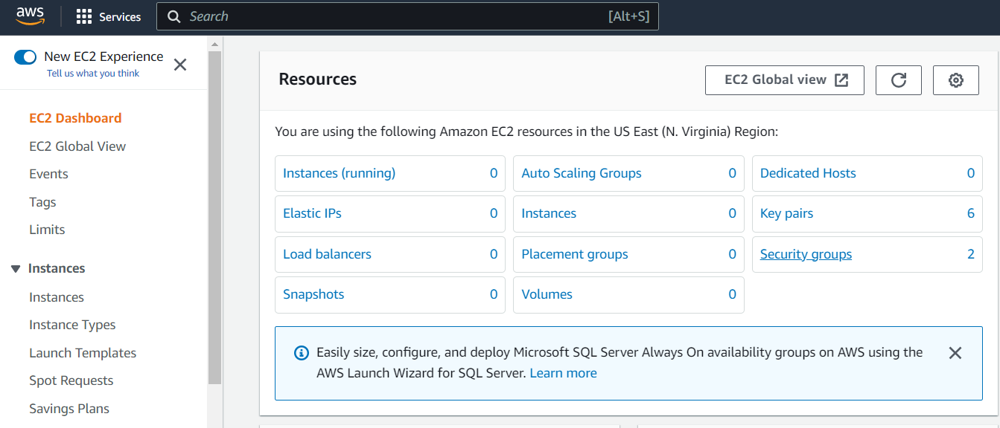 aws
Services
Search
[Alt+S]
New EC2 Experience
Tell us what you think
EC2 Dashboard
EC2 Global View
Events
Tags
Limits
Instances
Instances
Instance Types
Launch Templates
Spot Requests
Savings Plans
Resources
EC2 Global view
You are using the following Amazon EC2 resources in the US East (N. Virginia) Region:
Instances (running) 0
Auto Scaling Groups 0
Dedicated Hosts 0
Elastic IPs 0
Instances 0
Key pairs 6
Load balancers 0
Placement groups 0
Security groups 2
Snapshots 0
Volumes 0
Easily size, configure, and deploy Microsoft SQL Server Always On availability groups on AWS using the
AWS Launch Wizard for SQL Server. Learn more